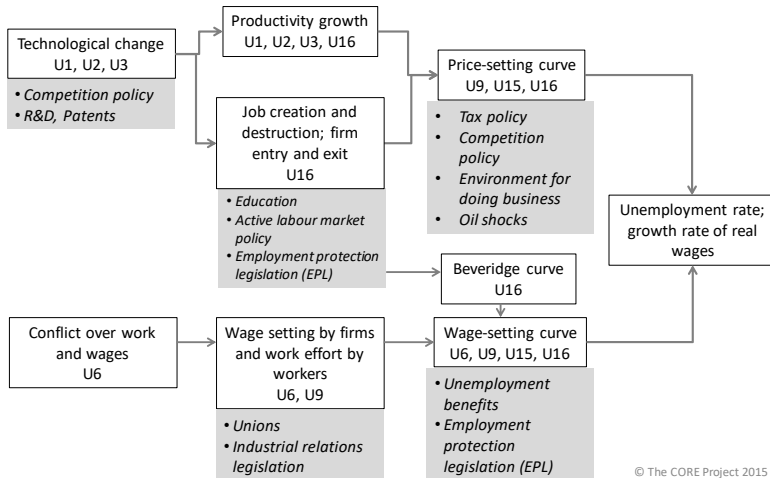 Technological change
U1, U2, U3
• Competition policy
• R&D, Patents
Productivity growth
U1, U2, U3, U16
Job creation and
destruction; firm
entry and exit
U16
• Education
• Active labour market
policy
• Employment protection
legislation (EPL)
Price-setting curve
U9, U15, U16
• Tax policy
• Competition
policy
• Environment for
doing business
• Oil shocks
Unemployment rate;
growth rate of real
wages
Beveridge curve
U16
Conflict over work
and wages
U6
Wage setting by firms
and work effort by
workers
U6, U9
• Unions
• Industrial relations
legislation
Wage-setting curve
U6, U9, U15, U16
• Unemployment
benefits
• Employment
protection
legislation (EPL)
© The CORE Project 2015